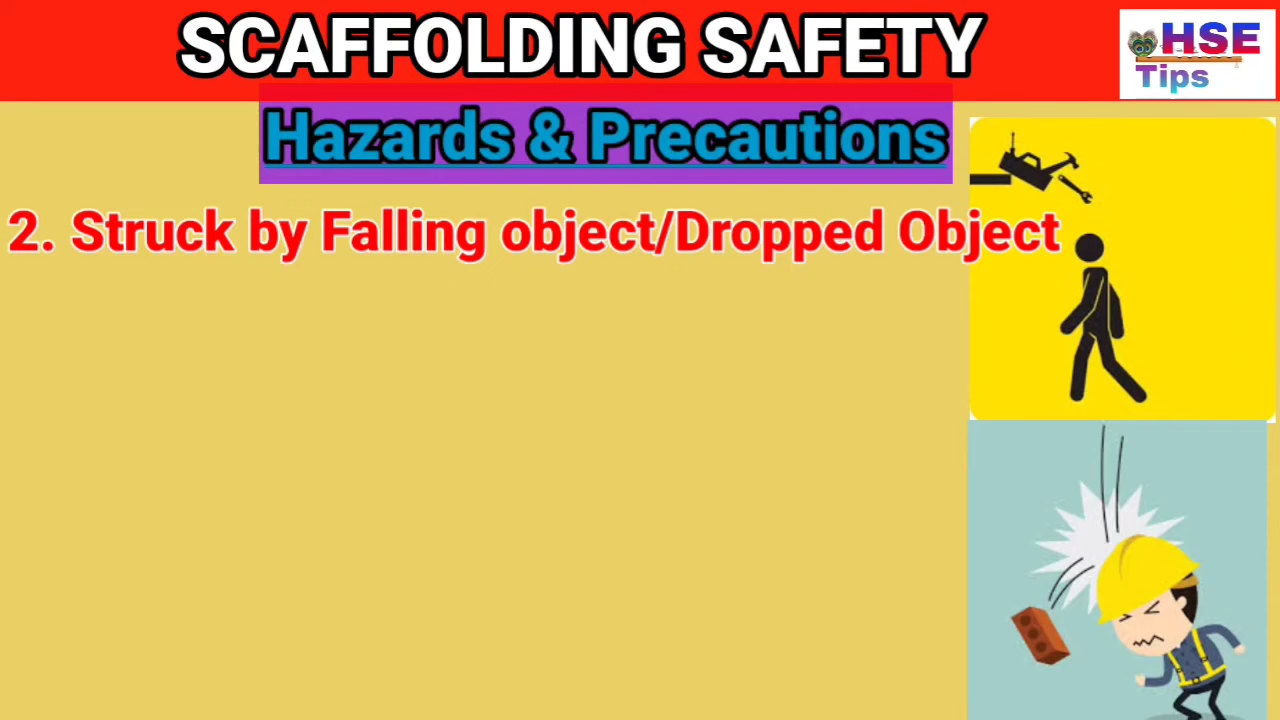 SCAFFOLDING SAFETY
HSE
Tips
Hazards & Precautions
2. Struck by Falling object/Dropped Object